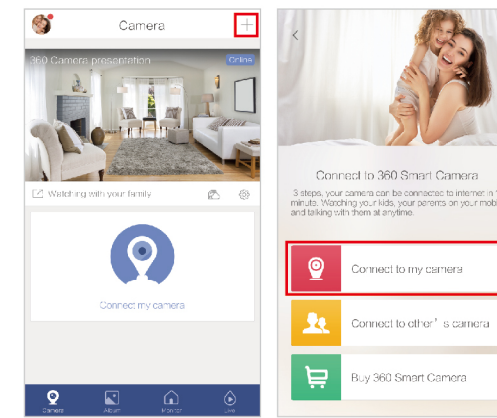 Camera
360 Camera presentation
Online
Watching with your family
Connect my camera
Camera
Album
Live
Connect to 360 Smart Camera
3 steps, your camera can be connected to internet in
minute. Watching your kids, your parents on your
and talking with them at anytime.
Connect to my camera
Connect to other's camera
Buy 360 Smart Camera